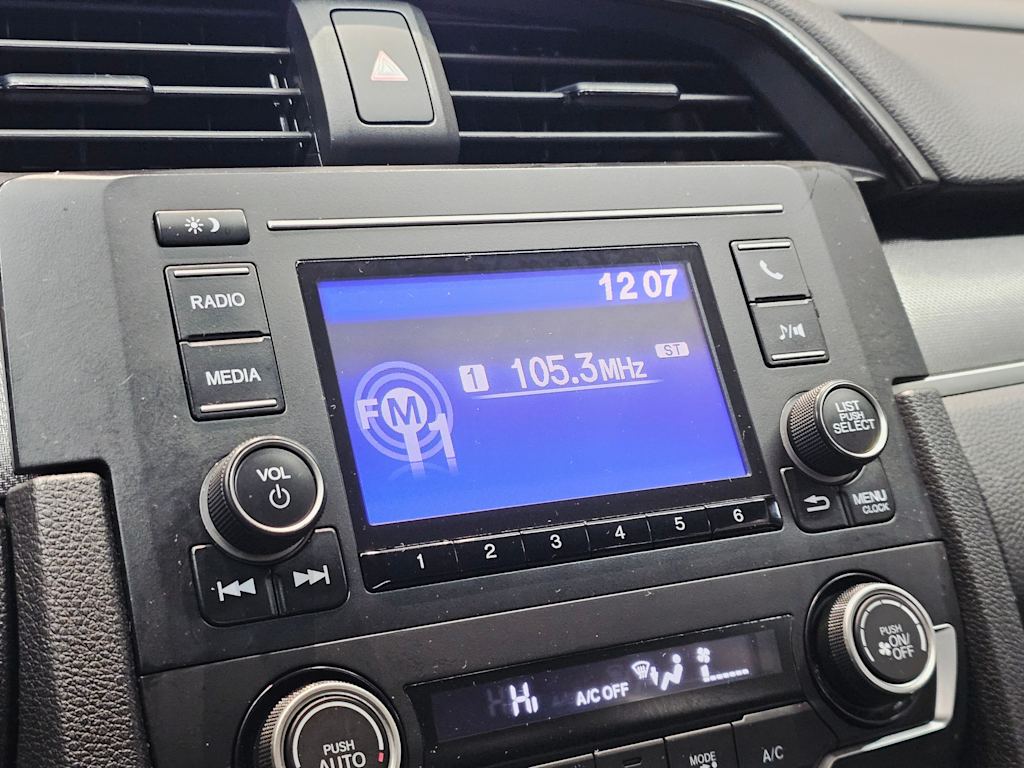 12 07
RADIO
MEDIA
1 105.3MHz ST
FM
11
VOL
LIST
PUSH
SELECT
MENU
CLOCK
1 2 3 4 5 6
PUSH
ON/
OFF
Hi A/C OFF
PUSH
AUTO
MODE
A/C